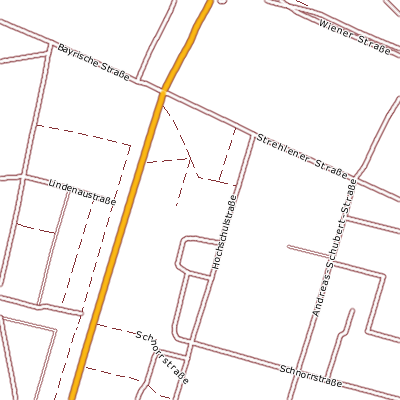 Wiener Straße
Bayrische Straße
Strehlener Straße
Lindenaustraße
Hochschulstraße
Andreas-Schubert-Straße
Schnorrstraße
Schnorrstraße